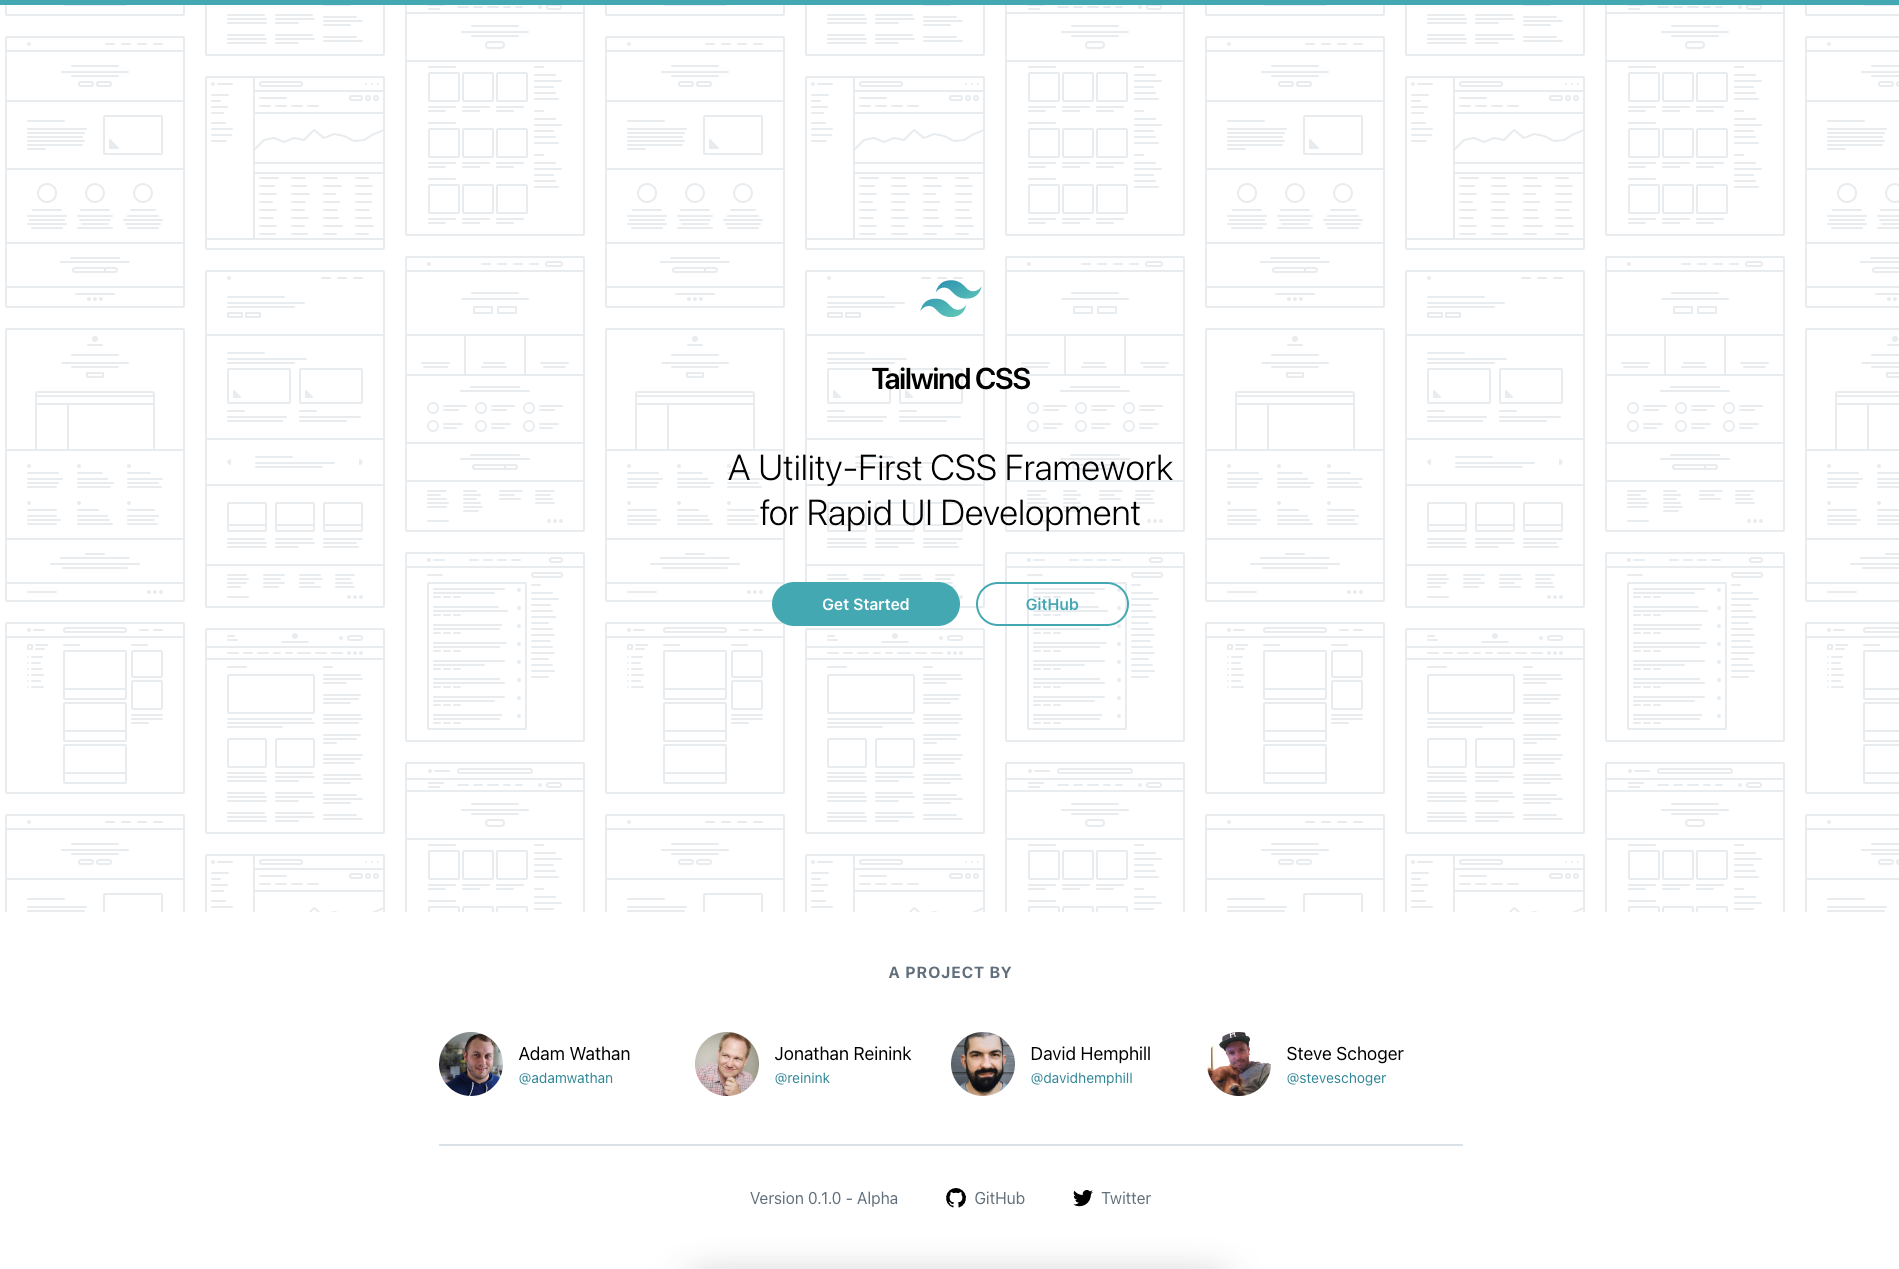 Tailwind CSS
A Utility-First CSS Framework
for Rapid UI Development
Get Started
GitHub
A PROJECT BY
Adam Wathan
@adamwathan
Jonathan Reinink
@reinink
David Hemphill
@davidhemphill
Steve Schoger
@steveschoger
Version 0.1.0 - Alpha
GitHub
Twitter